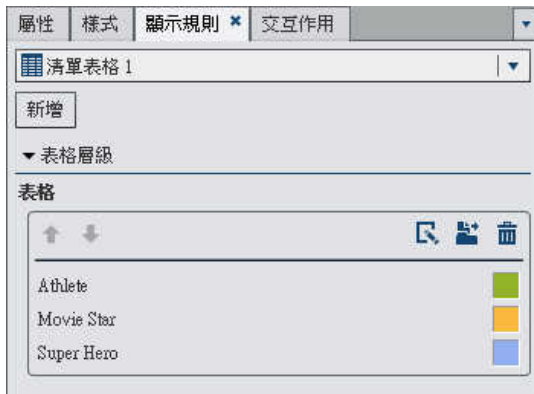 屬性 樣式 顯示規則 交互作用
清單表格 1
新增
表格層級
表格
Athlete
Movie Star
Super Hero